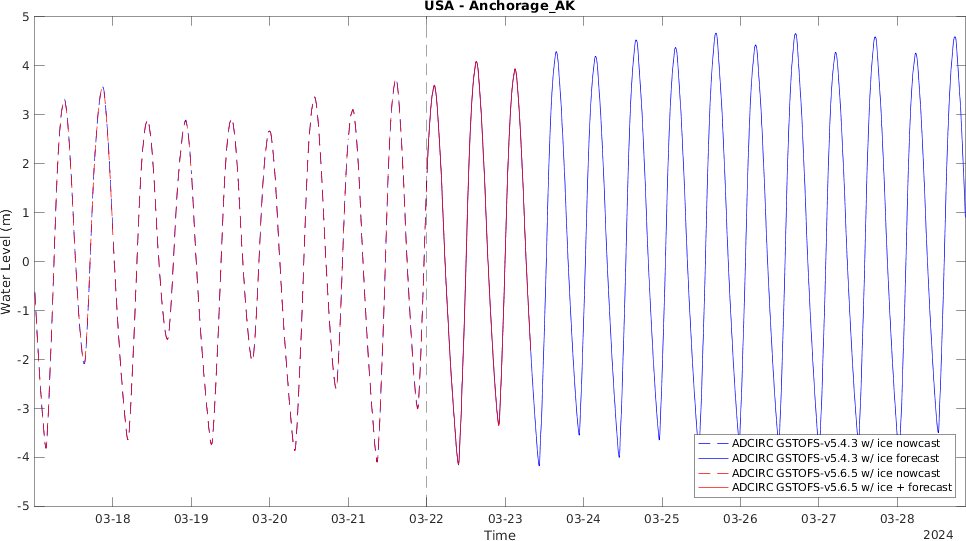 USA - Anchorage_AK
5
4
3
2
1
0
-1
-2
-3
-4
-5
Water Level (m)
ADCIRC GSTOFS-v5.4.3 w/ ice nowcast
ADCIRC GSTOFS-v5.4.3 w/ ice forecast
ADCIRC GSTOFS-v5.6.5 w/ ice nowcast
ADCIRC GSTOFS-v5.6.5 w/ ice + forecast
03-18 03-19 03-20 03-21 03-22 03-23 03-24 03-25 03-26 03-27 03-28
Time
2024